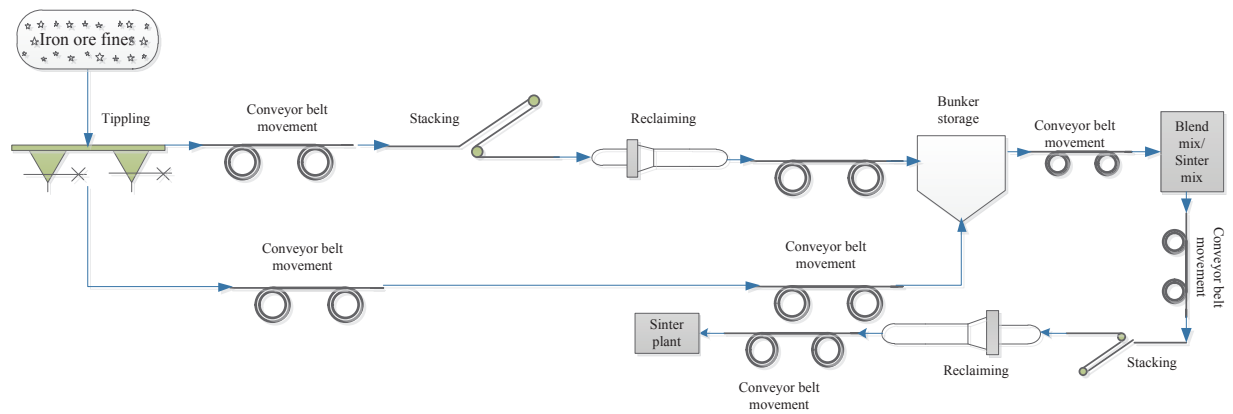 Iron ore fines
Tippling
Conveyor belt
movement
Stacking
Reclaiming
Bunker
storage
Conveyor belt
movement
Blend
mix/
Sinter
mix
Conveyor belt
movement
Conveyor belt
movement
Conveyor belt
movement
Sinter
plant
Conveyor belt
movement
Reclaiming
Stacking